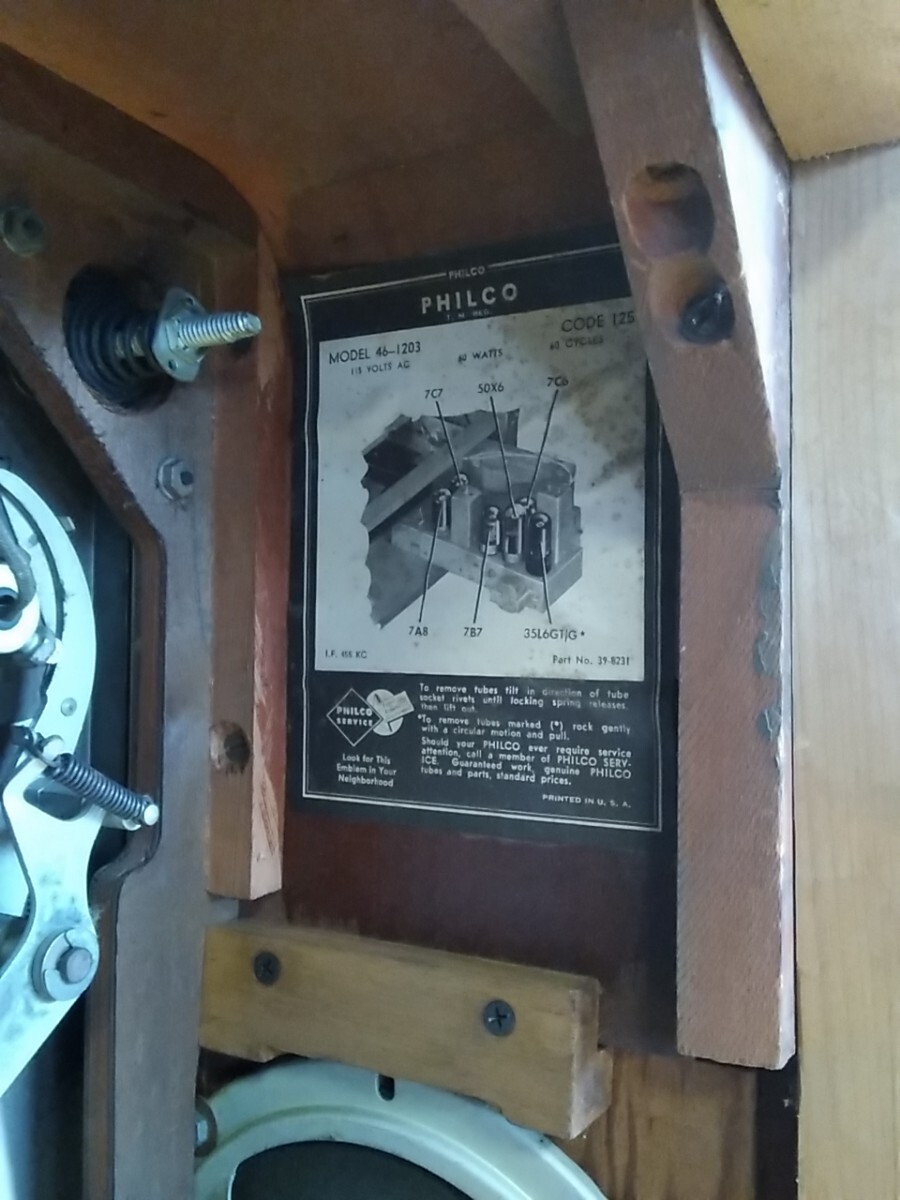 PHILCO
PHILCO
T. M. REG.
CODE 125
MODEL 46-1203
60 WATTS
60 CYCLES
115 VOLTS AC
7C7
50X6
7C6
7A8
7B7
35L6GT/G*
I.F. 455 KC
Part No. 39-8231
To remove tubes tilt in direction of tube
socket rivets until locking spring releases,
then lift out.
*To remove tubes marked (*) rock gently
with a circular motion and pull.
Should your PHILCO ever require service
attention, call a member of PHILCO SERV-
ICE. Guaranteed work, genuine PHILCO
tubes and parts, standard prices.
PHILCO
SERVICE
Look for This
Emblem in Your
Neighborhood
PRINTED IN U. S. A.